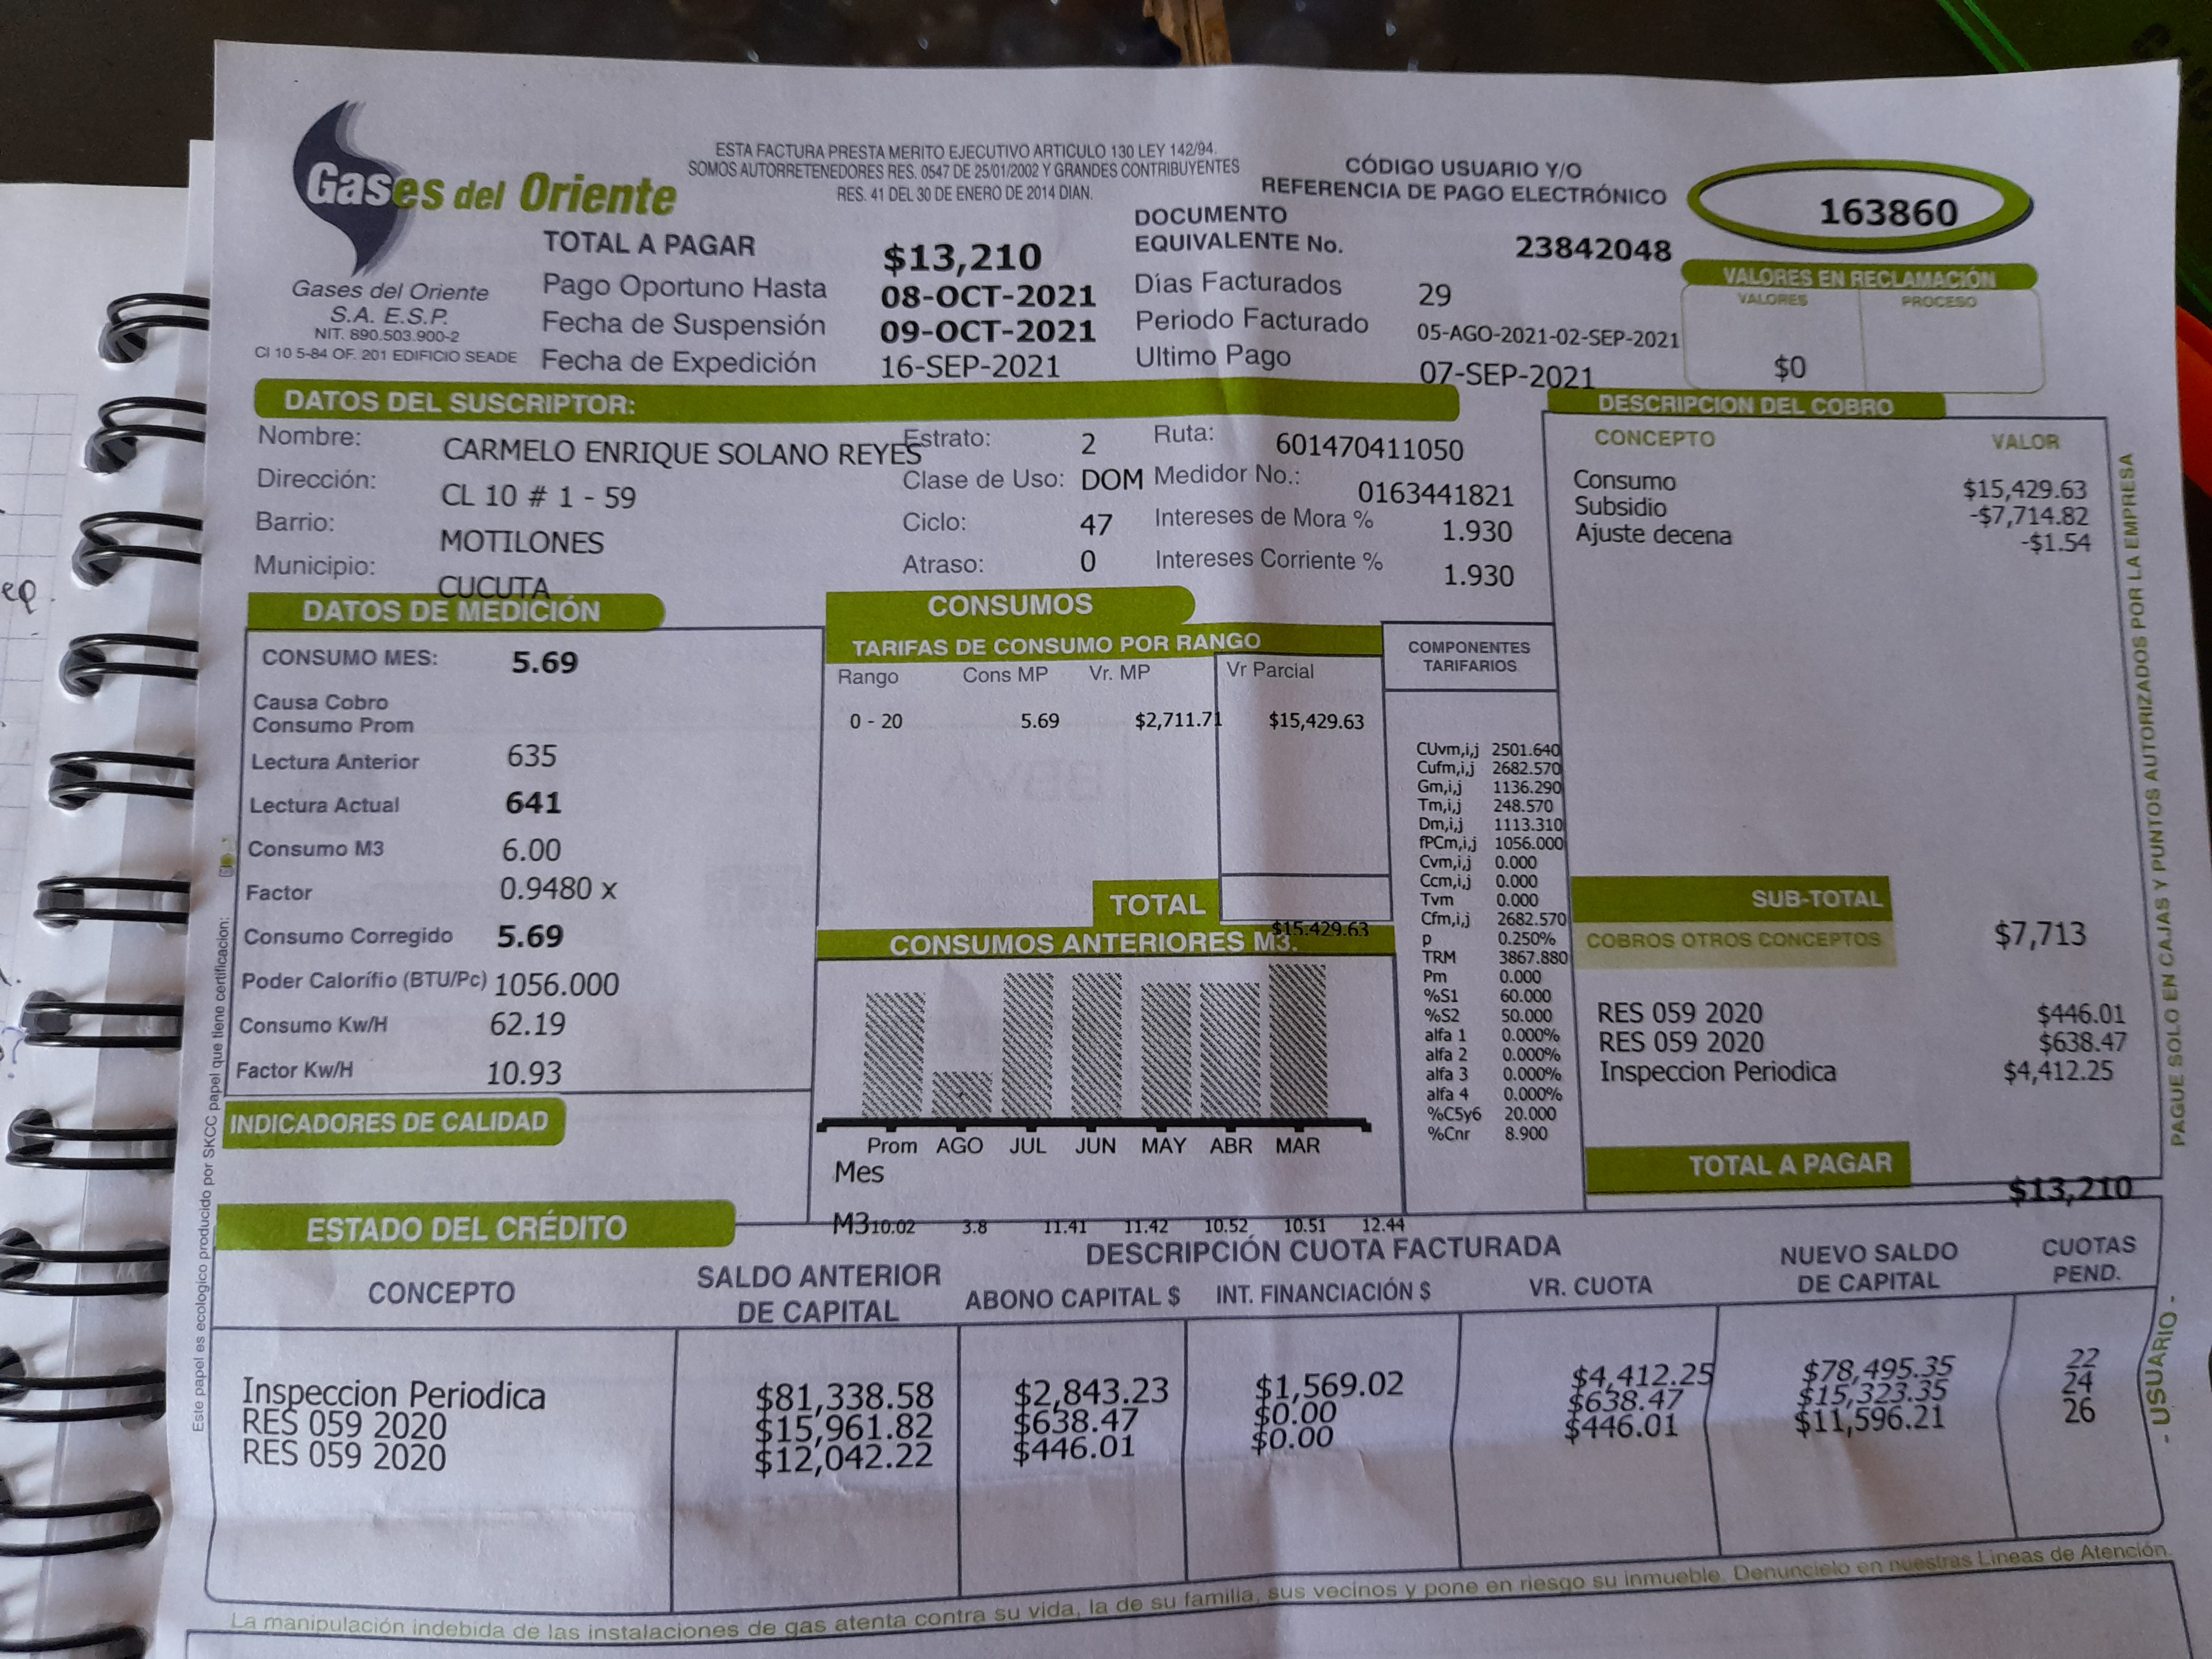 Gases del Oriente
Gases del Oriente
S.A. E.S.P.
NIT. 890.503.900-2
Cl 10 5-84 OF. 201 EDIFICIO SEADE
ESTA FACTURA PRESTA MERITO EJECUTIVO ARTICULO 130 LEY 142/94.
SOMOS AUTORRETENEDORES RES. 0547 DE 25/01/2002 Y GRANDES CONTRIBUYENTES
RES. 41 DEL 30 DE ENERO DE 2014 DIAN.
CÓDIGO USUARIO Y/O
REFERENCIA DE PAGO ELECTRÓNICO
163860
TOTAL A PAGAR $13,210
Pago Oportuno Hasta 08-OCT-2021
Fecha de Suspensión 09-OCT-2021
Fecha de Expedición 16-SEP-2021
DOCUMENTO
EQUIVALENTE No. 23842048
Días Facturados 29
Periodo Facturado 05-AGO-2021-02-SEP-2021
Ultimo Pago 07-SEP-2021
VALORES EN RECLAMACIÓN
VALORES PROCESO
$0
DATOS DEL SUSCRIPTOR:
Nombre: CARMELO ENRIQUE SOLANO REYES
Dirección: CL 10 # 1 - 59
Barrio: MOTILONES
Municipio: CUCUTA
Estrato: 2
Clase de Uso: DOM
Ciclo: 47
Atraso: 0
Ruta: 601470411050
Medidor No.: 0163441821
Intereses de Mora % 1.930
Intereses Corriente % 1.930
DESCRIPCION DEL COBRO
CONCEPTO VALOR
Consumo $15,429.63
Subsidio -$7,714.82
Ajuste decena -$1.54
SUB-TOTAL $7,713
COBROS OTROS CONCEPTOS
RES 059 2020 $446.01
RES 059 2020 $638.47
Inspeccion Periodica $4,412.25
TOTAL A PAGAR $13,210
DATOS DE MEDICIÓN
CONSUMO MES: 5.69
Causa Cobro
Consumo Prom
Lectura Anterior 635
Lectura Actual 641
Consumo M3 6.00
Factor 0.9480 x
Consumo Corregido 5.69
Poder Calorífio (BTU/Pc) 1056.000
Consumo Kw/H 62.19
Factor Kw/H 10.93
INDICADORES DE CALIDAD
CONSUMOS
TARIFAS DE CONSUMO POR RANGO
Rango Cons MP Vr. MP Vr Parcial
0 - 20 5.69 $2,711.71 $15,429.63
TOTAL
$15.429.63
CONSUMOS ANTERIORES M3.
Prom AGO JUL JUN MAY ABR MAR
Mes
M3 10.02 3.8 11.41 11.42 10.52 10.51 12.44
COMPONENTES
TARIFARIOS
CUvm,i,j 2501.640
Cufm,i,j 2682.570
Gm,i,j 1136.290
Tm,i,j 248.570
Dm,i,j 1113.310
fPCm,i,j 1056.000
Cvm,i,j 0.000
Ccm,i,j 0.000
Tvm 0.000
Cfm,i,j 2682.570
p 0.250%
TRM 3867.880
Pm 0.000
%S1 60.000
%S2 50.000
alfa 1 0.000%
alfa 2 0.000%
alfa 3 0.000%
alfa 4 0.000%
%C5y6 20.000
%Cnr 8.900
ESTADO DEL CRÉDITO
DESCRIPCIÓN CUOTA FACTURADA
CONCEPTO SALDO ANTERIOR DE CAPITAL ABONO CAPITAL $ INT. FINANCIACIÓN $ VR. CUOTA NUEVO SALDO DE CAPITAL CUOTAS PEND.
Inspeccion Periodica $81,338.58 $2,843.23 $1,569.02 $4,412.25 $78,495.35 22
RES 059 2020 $15,961.82 $638.47 $0.00 $638.47 $15,323.35 24
RES 059 2020 $12,042.22 $446.01 $0.00 $446.01 $11,596.21 26
La manipulación indebida de las instalaciones de gas atenta contra su vida, la de su familia, sus vecinos y pone en riesgo su inmueble. Denuncielo en nuestras Lineas de Atención.
Este papel es ecologico producido por SKCC papel que tiene certificacion:
PAGUE SOLO EN CAJAS Y PUNTOS AUTORIZADOS POR LA EMPRESA
- USUARIO -